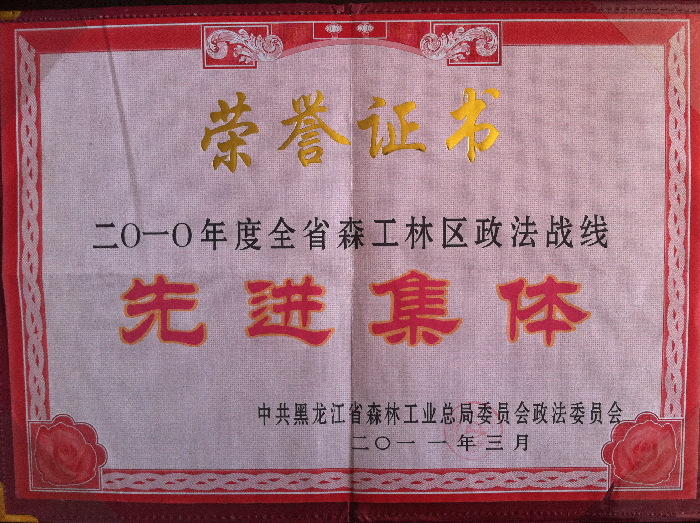 荣誉证书
二〇一〇年度全省森工林区政法战线
先进集体
中共黑龙江省森林工业总局委员会政法委员会
二〇一一年三月